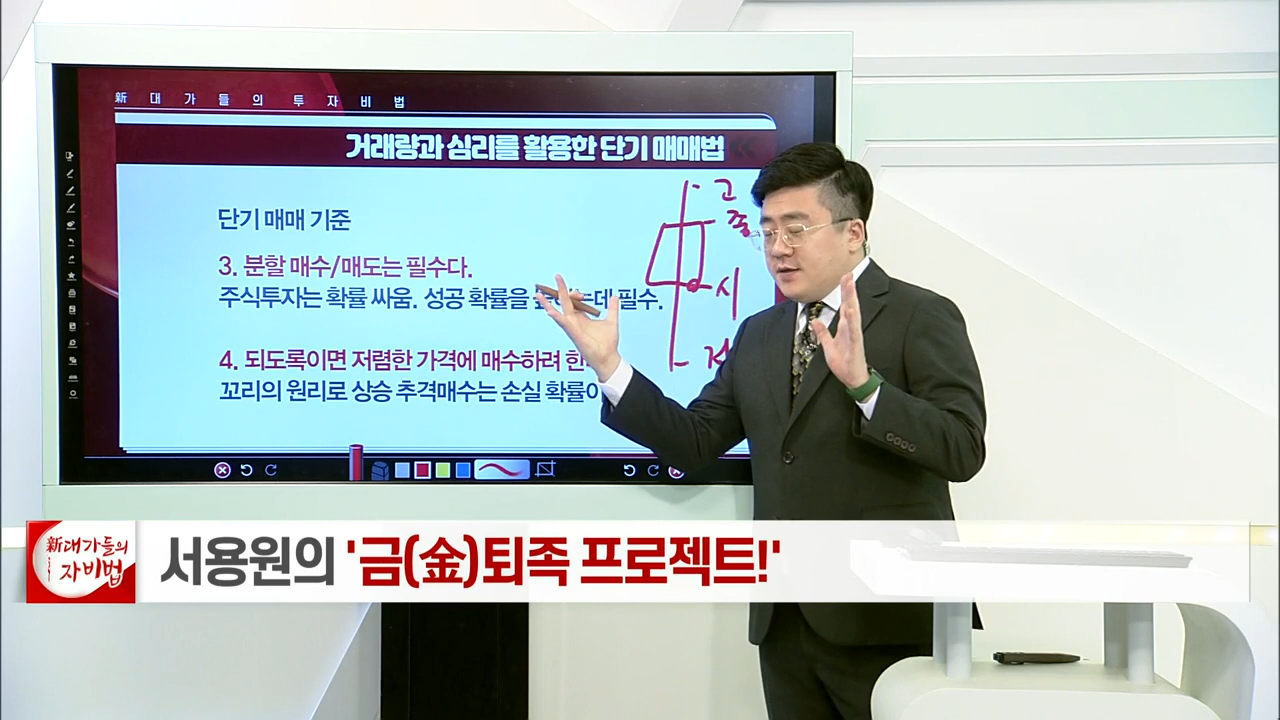 新 대 가 들 의 투 자 비 법
거래량과 심리를 활용한 단기 매매법
단기 매매 기준
3. 분할 매수/매도는 필수다.
주식투자는 확률 싸움. 성공 확률을 필수.
4. 되도록이면 저렴한 가격에 매수하려 한
꼬리의 원리로 상승 추격매수는 손실 확률이
고
종
시
저
新대가들의
투자비법
서용원의 '금(金)퇴족 프로젝트!'